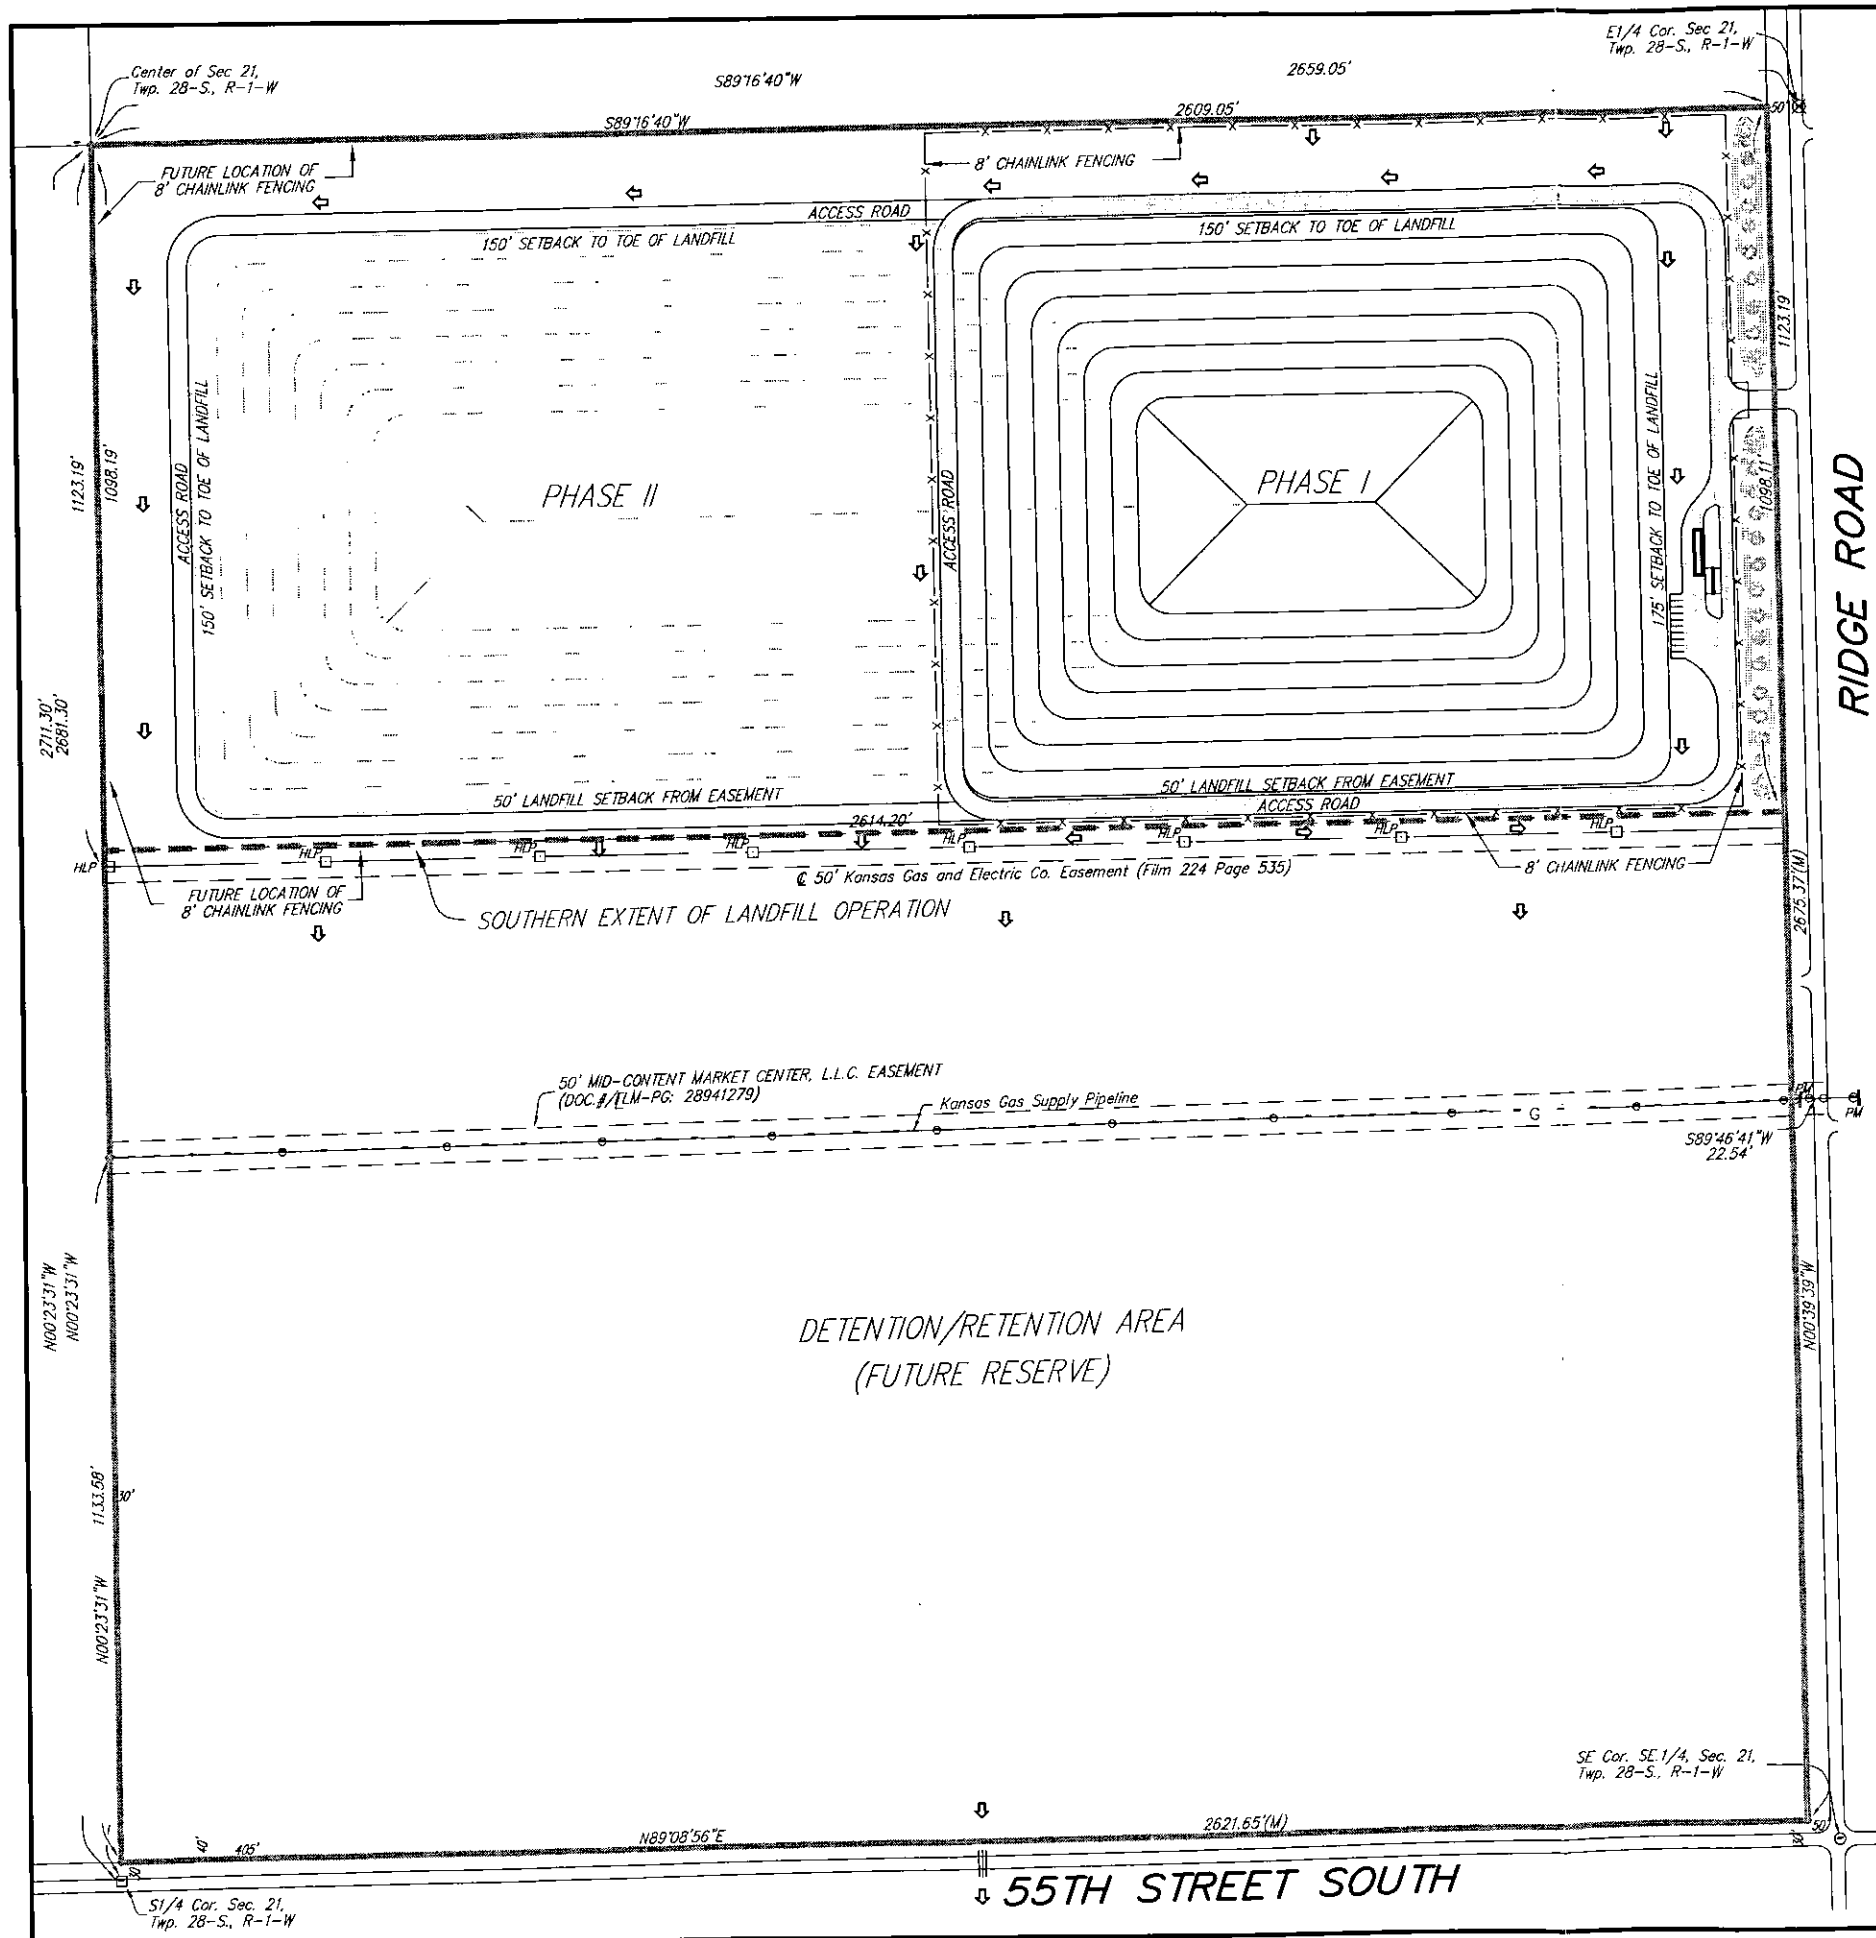 E1/4 Cor. Sec 21,
Twp. 28-S., R-1-W
Center of Sec 21,
Twp. 28-S., R-1-W
S89°16'40"W
2659.05'
S89°16'40"W
2609.05'
50'
FUTURE LOCATION OF
8' CHAINLINK FENCING
8' CHAINLINK FENCING
ACCESS ROAD
150' SETBACK TO TOE OF LANDFILL
150' SETBACK TO TOE OF LANDFILL
1123.19'
1123.19'
1098.19'
ACCESS ROAD
150' SETBACK TO TOE OF LANDFILL
PHASE II
ACCESS ROAD
PHASE I
175' SETBACK TO TOE OF LANDFILL
1098.11'
RIDGE ROAD
2711.30'
2681.30'
50' LANDFILL SETBACK FROM EASEMENT
50' LANDFILL SETBACK FROM EASEMENT
ACCESS ROAD
2614.20'
HLP
HLP
HLP
HLP
HLP
HLP
HLP
HLP
℄ 50' Kansas Gas and Electric Co. Easement (Film 224 Page 535)
8' CHAINLINK FENCING
FUTURE LOCATION OF
8' CHAINLINK FENCING
SOUTHERN EXTENT OF LANDFILL OPERATION
2675.37'(M)
50' MID-CONTENT MARKET CENTER, L.L.C. EASEMENT
(DOC.#/FLM-PG: 28941279)
Kansas Gas Supply Pipeline
G
PM
PM
S89°46'41"W
22.54'
N00°23'31"W
N00°23'31"W
N00°39'39"W
DETENTION/RETENTION AREA
(FUTURE RESERVE)
1133.58'
30'
N00°23'31"W
SE Cor. SE.1/4, Sec. 21,
Twp. 28-S., R-1-W
40'
405'
N89°08'56"E
2621.65'(M)
50'
30'
30'
55TH STREET SOUTH
S1/4 Cor. Sec. 21,
Twp. 28-S., R-1-W